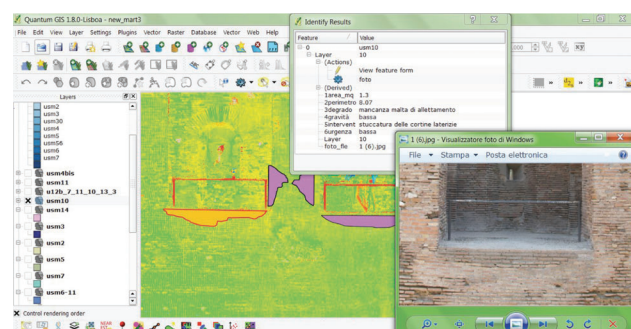 Quantum GIS 1.8.0-Lisboa - new_mart3
File Edit View Layer Settings Plugins Vector Raster Database Vector Web Help
Layers
usm2
usm3
usm30
usm4
usm5
usm56
usm6
usm7
usm4bis
usm11
u12b_7_11_10_13_3
usm10
usm14
usm3
usm2
usm5
usm7
usm6-11
Control rendering order
Identify Results
Feature Value
0 usm10
Layer 10
(Actions)
View feature form
foto
(Derived)
1area_mq 1.3
2perimetro 8.07
3degrado mancanza malta di allettamento
4gravità bassa
5intervent stuccatura delle cortine laterizie
6urgenza bassa
Layer 10
foto_fle 1 (6).jpg
1 (6).jpg - Visualizzatore foto di Windows
File Stampa Posta elettronica